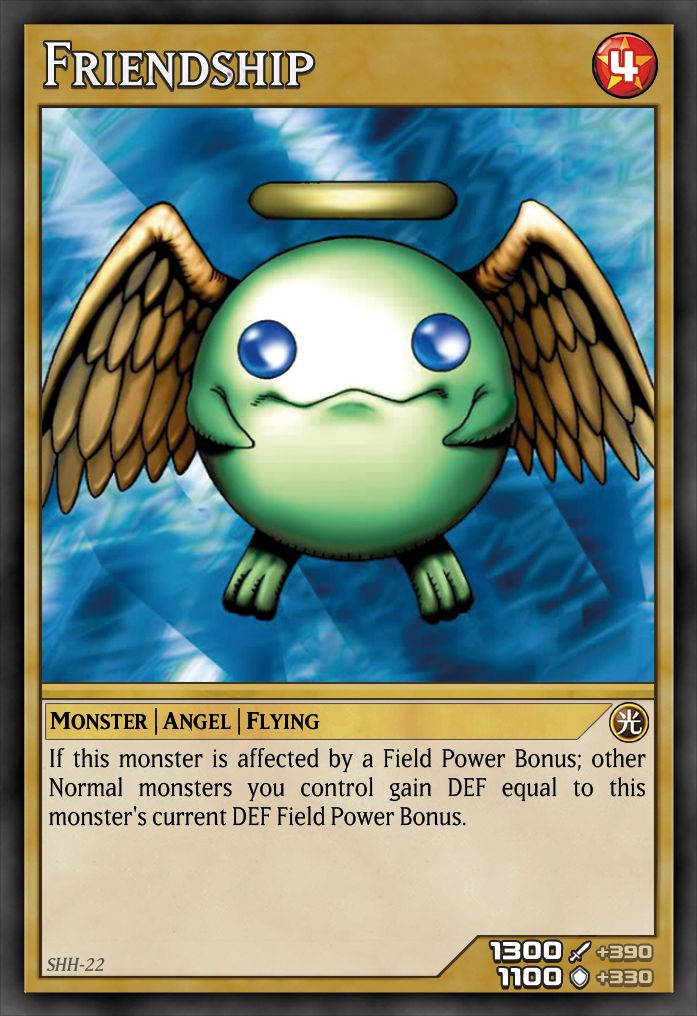 FRIENDSHIP
4
MONSTER | ANGEL | FLYING
光
If this monster is affected by a Field Power Bonus; other
Normal monsters you control gain DEF equal to this
monster's current DEF Field Power Bonus.
1300 +390
SHH-22
1100 +330